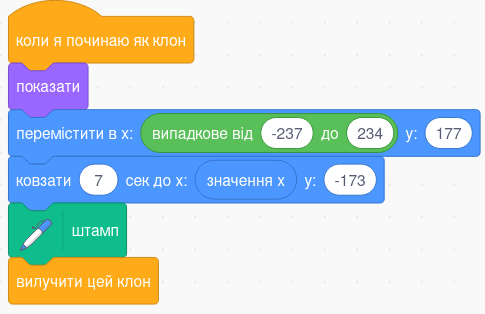 коли я починаю як клон
показати
перемістити в x: випадкове від -237 до 234 y: 177
ковзати 7 сек до x: значення x y: -173
штамп
вилучити цей клон